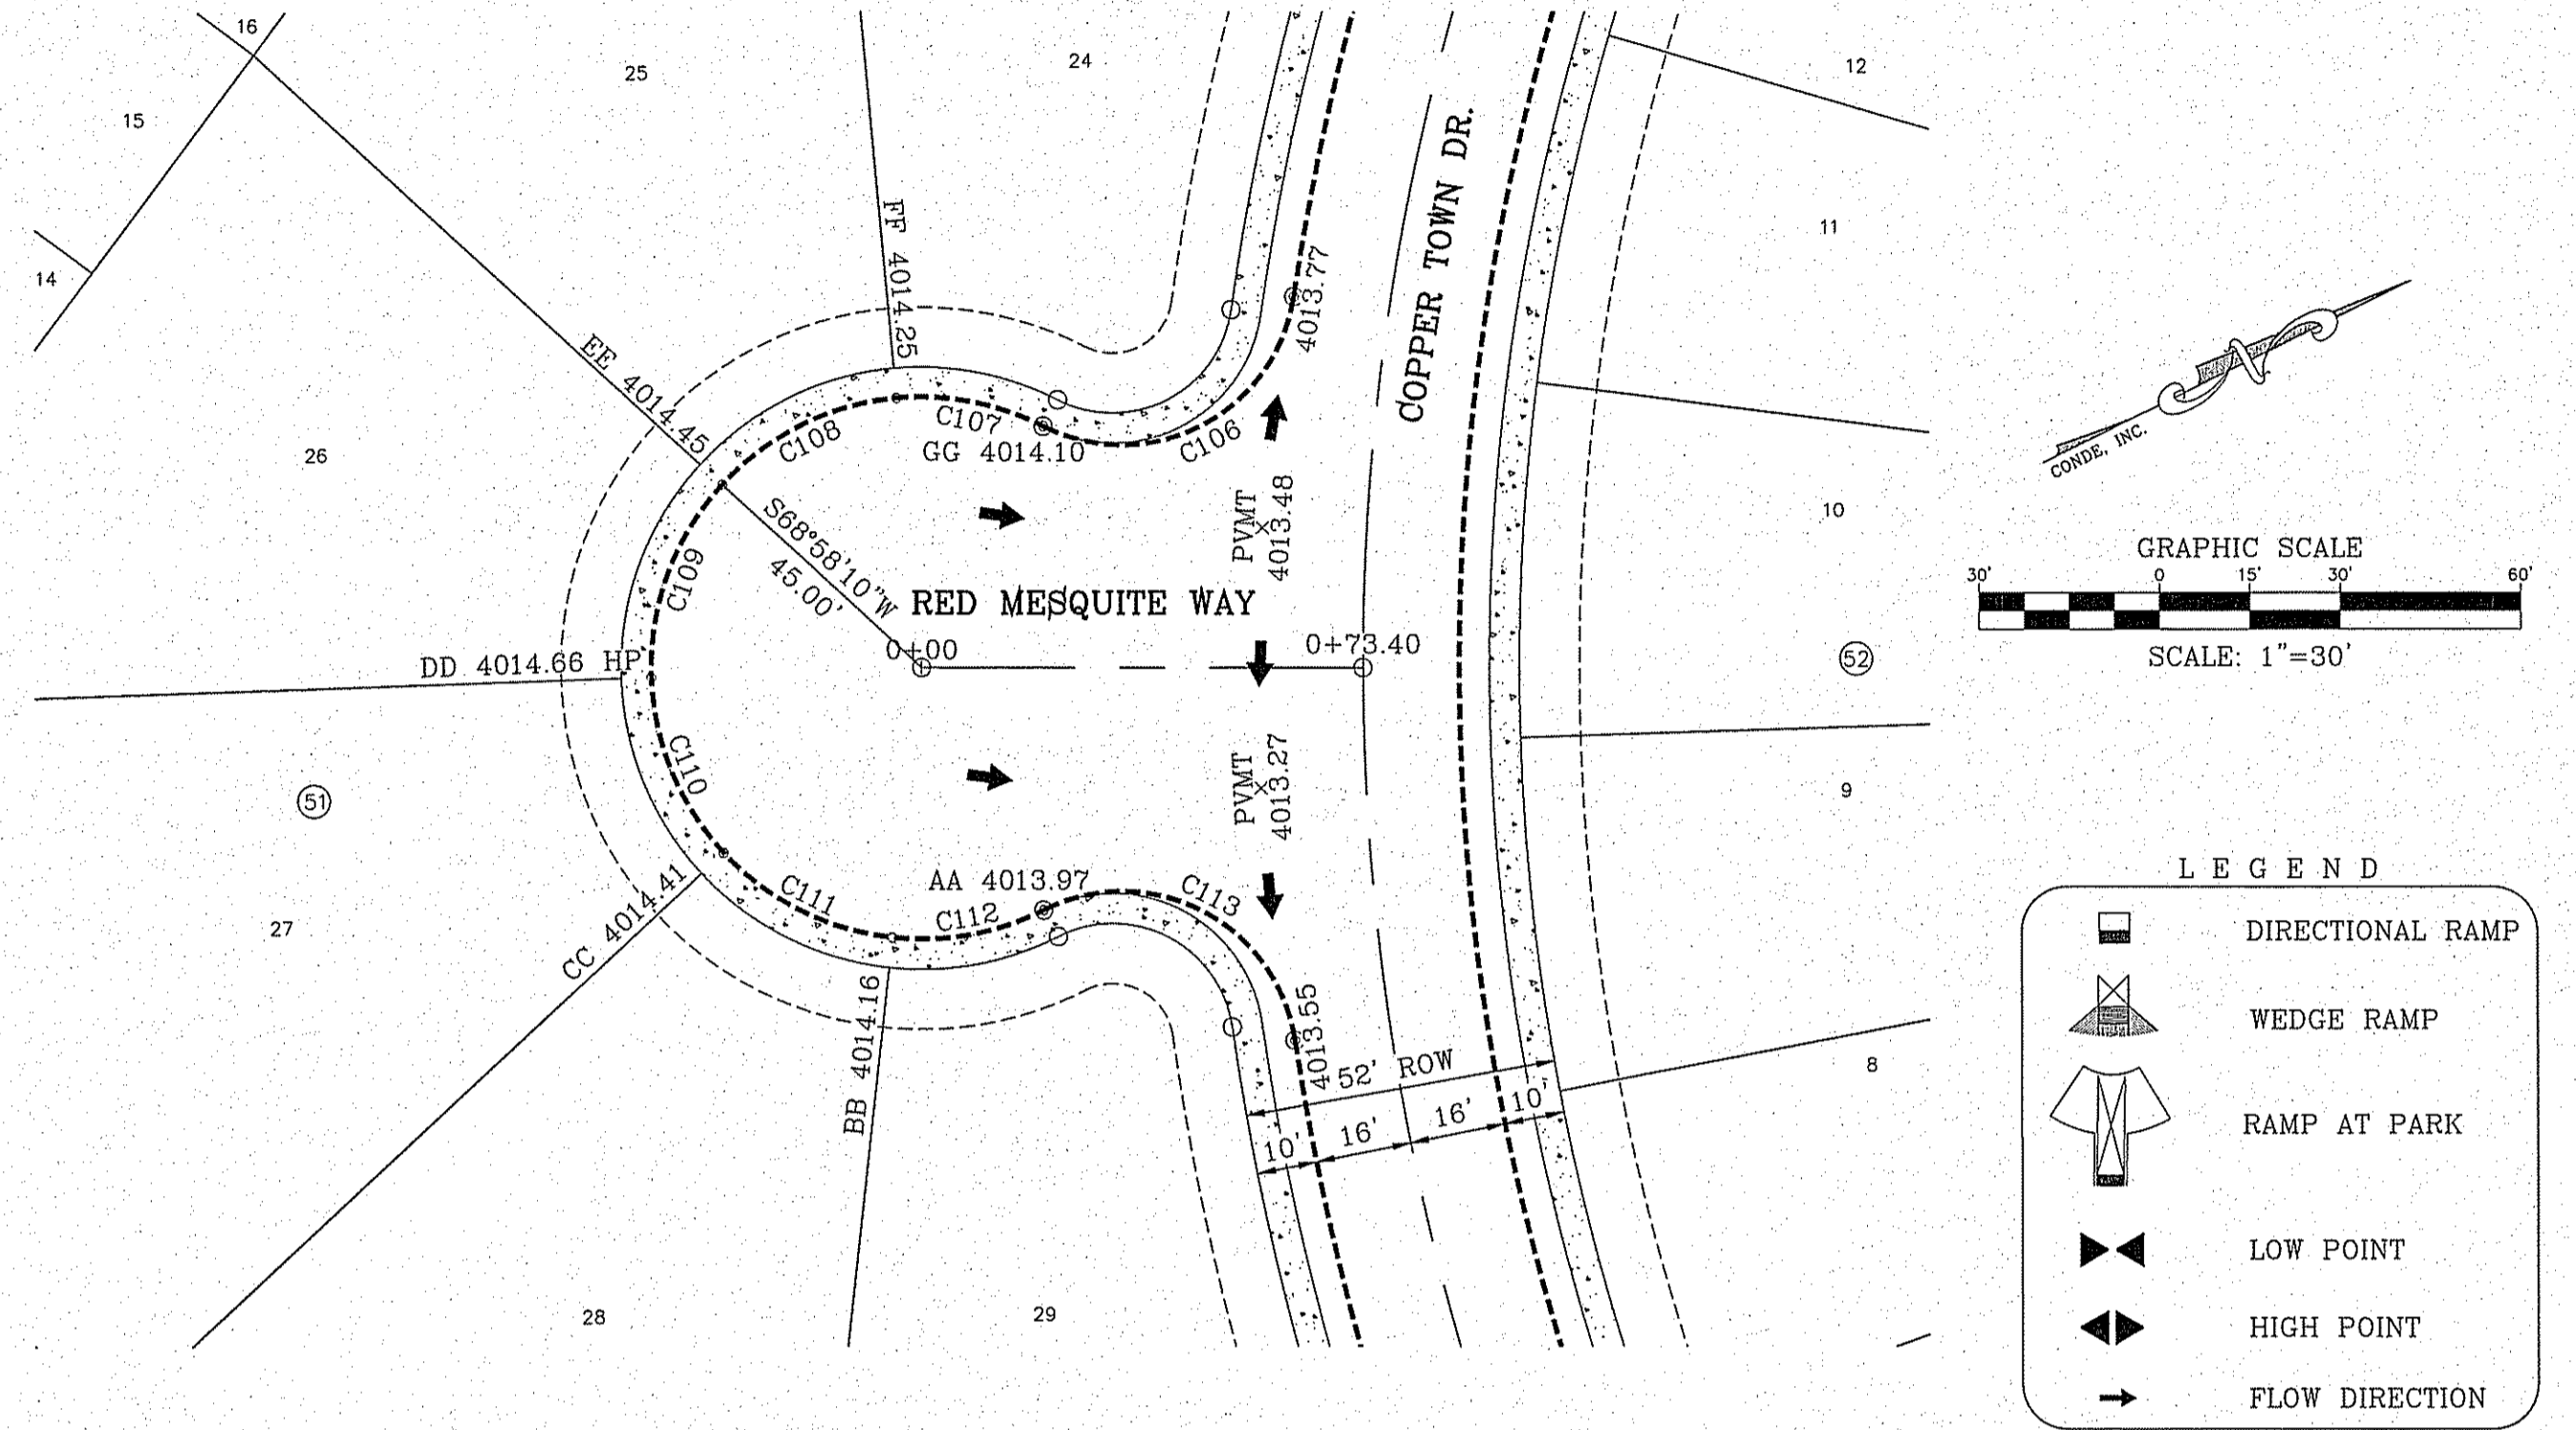 16
25
24
12
15
COPPER TOWN DR.
11
14
FF 4014.25
4013.77
EE 4014.45
26
C107
C108
C106
GG 4014.10
CONDE, INC.
N
PVMT
X
4013.48
10
S68°58'10"W
45.00'
C109
RED MESQUITE WAY
GRAPHIC SCALE
30' 0 15' 30' 60'
SCALE: 1"=30'
0+00
0+73.40
52
DD 4014.66 HP
C110
51
PVMT
X
4013.27
9
LEGEND
AA 4013.97
C111
C112
C113
27
CC 4014.41
BB 4014.16
4013.55
52' ROW
10' 16' 16' 10'
8
28
29
DIRECTIONAL RAMP
WEDGE RAMP
RAMP AT PARK
LOW POINT
HIGH POINT
FLOW DIRECTION